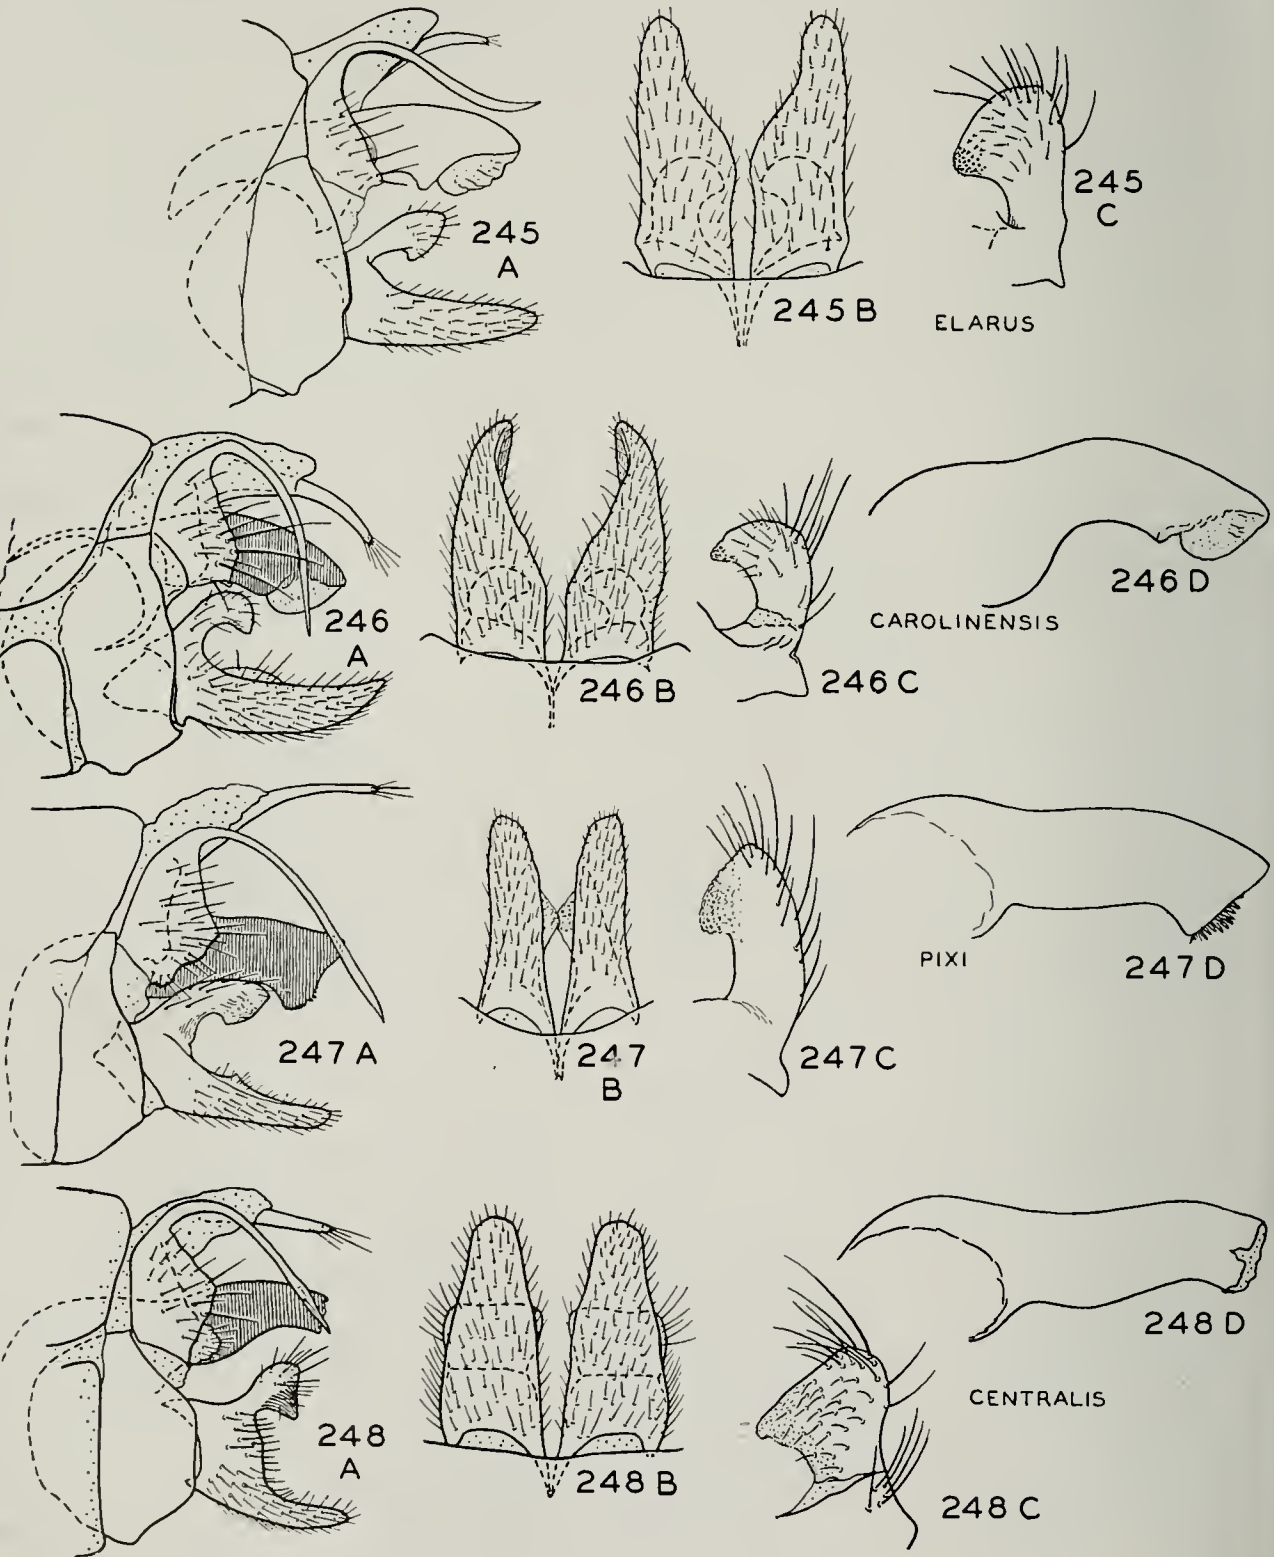 245
A
245 B
245
C
ELARUS
246
A
246 B
246 C
246 D
CAROLINENSIS
247 A
247
B
247 C
247 D
PIXI
248
A
248 B
248 C
248 D
CENTRALIS